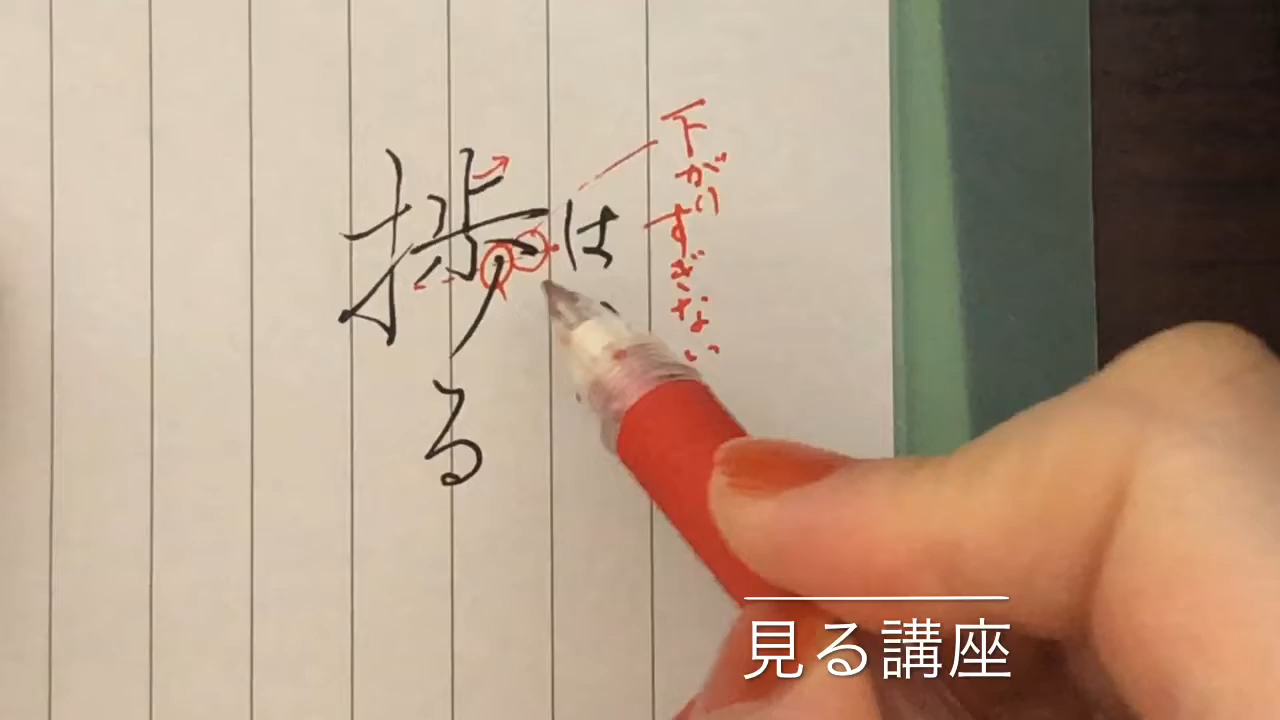 下がりすぎない
は
捗る
見る講座